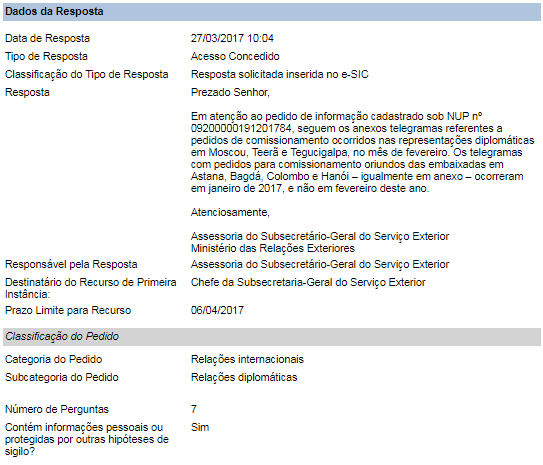 Dados da Resposta
Data de Resposta 27/03/2017 10:04
Tipo de Resposta Acesso Concedido
Classificação do Tipo de Resposta Resposta solicitada inserida no e-SIC
Resposta Prezado Senhor,
Em atenção ao pedido de informação cadastrado sob NUP nº
09200000191201784, seguem os anexos telegramas referentes a
pedidos de comissionamento ocorridos nas representações diplomáticas
em Moscou, Teerã e Tegucigalpa, no mês de fevereiro. Os telegramas
com pedidos para comissionamento oriundos das embaixadas em
Astana, Bagdá, Colombo e Hanói – igualmente em anexo – ocorreram
em janeiro de 2017, e não em fevereiro deste ano.
Atenciosamente,
Assessoria do Subsecretário-Geral do Serviço Exterior
Ministério das Relações Exteriores
Responsável pela Resposta Assessoria do Subsecretário-Geral do Serviço Exterior
Destinatário do Recurso de Primeira Chefe da Subsecretaria-Geral do Serviço Exterior
Instância:
Prazo Limite para Recurso 06/04/2017
Classificação do Pedido
Categoria do Pedido Relações internacionais
Subcategoria do Pedido Relações diplomáticas
Número de Perguntas 7
Contém informações pessoais ou Sim
protegidas por outras hipóteses de
sigilo?